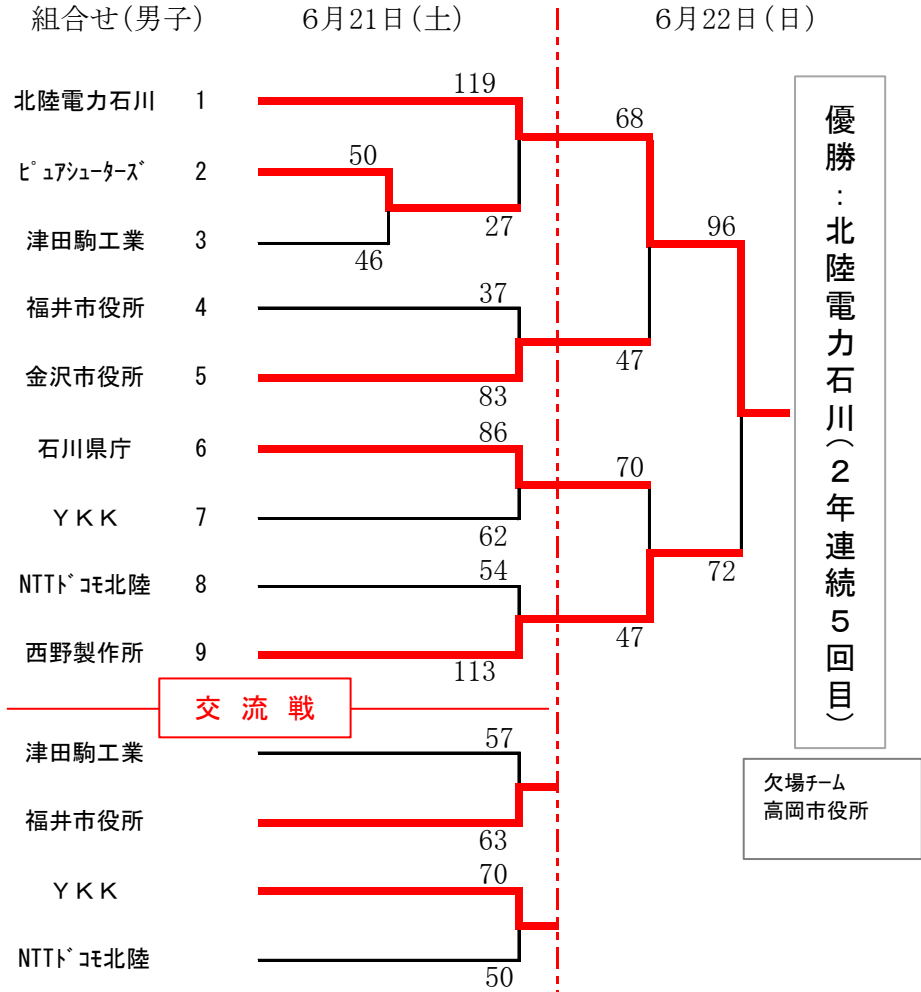 組合せ(男子) 6月21日(土) 6月22日(日)
119
北陸電力石川 1
68
50
ﾋﾟｭｱｼｭｰﾀｰｽﾞ 2
27
96
津田駒工業 3
46
37
福井市役所 4
47
金沢市役所 5
83
86
石川県庁 6
70
ＹＫＫ 7
62
54
72
NTTﾄﾞｺﾓ北陸 8
47
西野製作所 9
113
優勝:北陸電力石川(2年連続5回目)
交流戦
57
津田駒工業
欠場チーム
高岡市役所
福井市役所
63
70
ＹＫＫ
NTTﾄﾞｺﾓ北陸
50